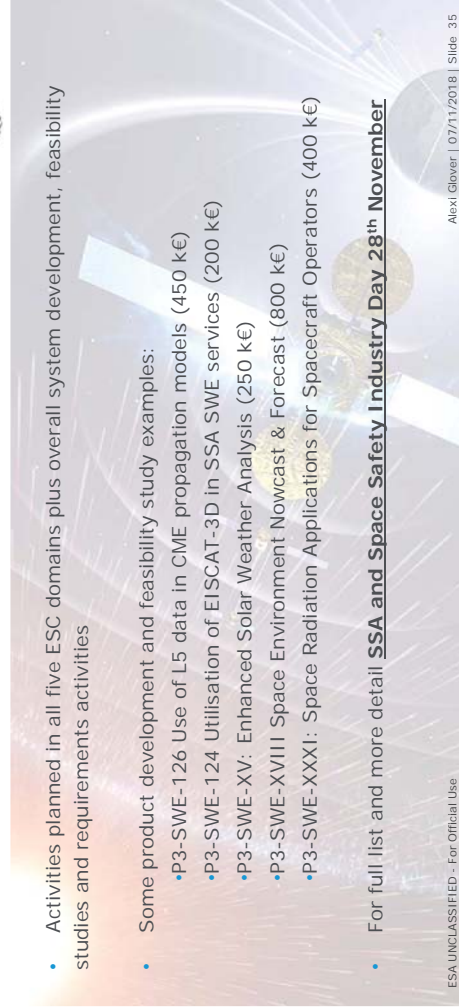 • Activities planned in all five ESC domains plus overall system development, feasibility
studies and requirements activities
• Some product development and feasibility study examples:
•P3-SWE-126 Use of L5 data in CME propagation models (450 k€)
•P3-SWE-124 Utilisation of EISCAT-3D in SSA SWE services (200 k€)
•P3-SWE-XV: Enhanced Solar Weather Analysis (250 k€)
•P3-SWE-XVIII Space Environment Nowcast & Forecast (800 k€)
•P3-SWE-XXXI: Space Radiation Applications for Spacecraft Operators (400 k€)
• For full list and more detail SSA and Space Safety Industry Day 28th November
ESA UNCLASSIFIED - For Official Use
Alexi Glover | 07/11/2018 | Slide 35